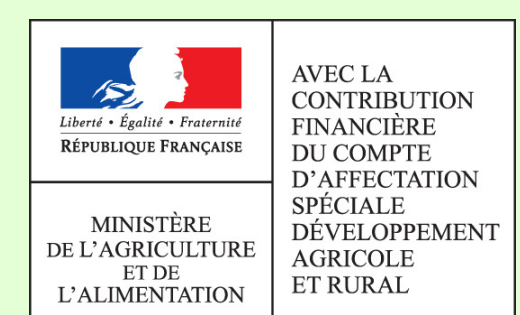 Liberté • Égalité • Fraternité
RÉPUBLIQUE FRANÇAISE
MINISTÈRE
DE L'AGRICULTURE
ET DE
L'ALIMENTATION
AVEC LA
CONTRIBUTION
FINANCIÈRE
DU COMPTE
D'AFFECTATION
SPÉCIALE
DÉVELOPPEMENT
AGRICOLE
ET RURAL